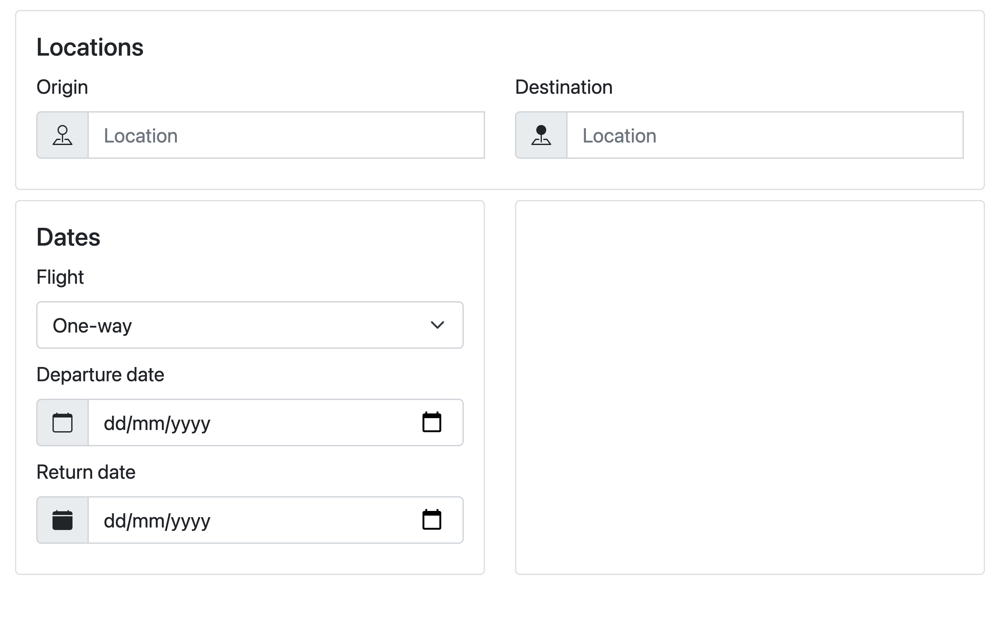 Locations
Origin
Destination
Location
Location
Dates
Flight
One-way
Departure date
dd/mm/yyyy
Return date
dd/mm/yyyy